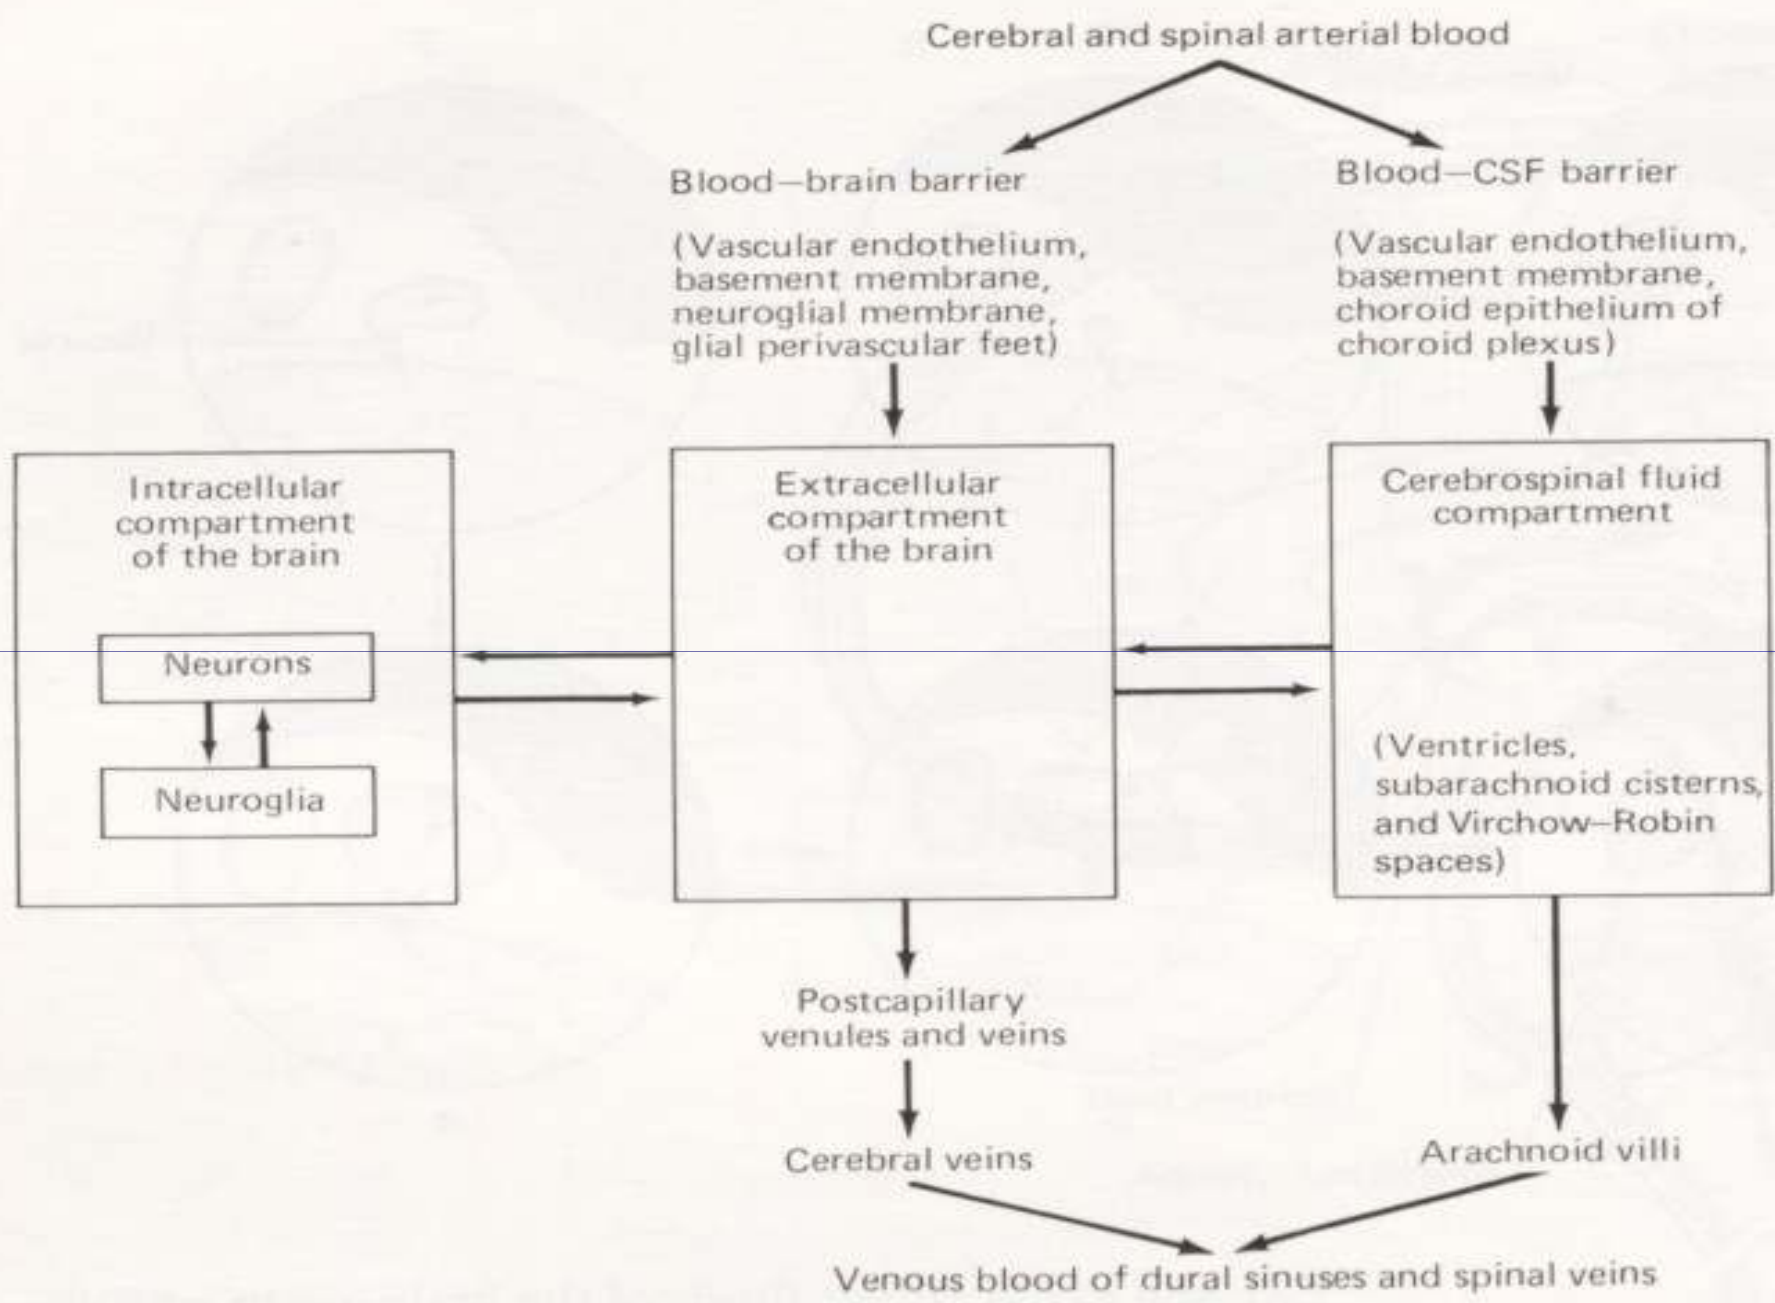 Cerebral and spinal arterial blood
Blood—brain barrier
(Vascular endothelium,
basement membrane,
neuroglial membrane,
glial perivascular feet)
Blood—CSF barrier
(Vascular endothelium,
basement membrane,
choroid epithelium of
choroid plexus)
Intracellular
compartment
of the brain
Neurons
Neuroglia
Extracellular
compartment
of the brain
Cerebrospinal fluid
compartment
(Ventricles,
subarachnoid cisterns,
and Virchow—Robin
spaces)
Postcapillary
venules and veins
Cerebral veins
Arachnoid villi
Venous blood of dural sinuses and spinal veins